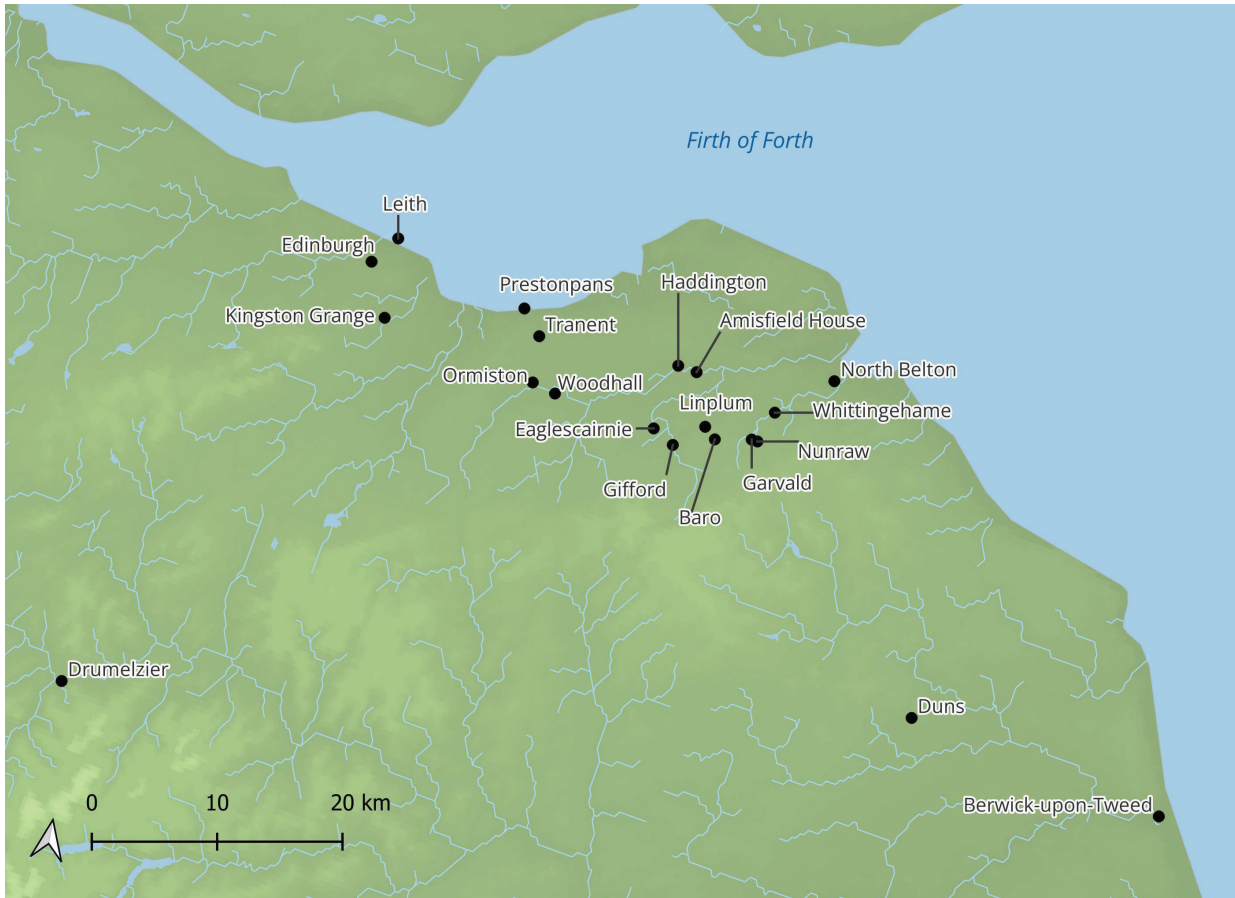 Firth of Forth
Leith
Edinburgh
Haddington
Prestonpans
Kingston Grange
Amisfield House
Tranent
North Belton
Ormiston
Woodhall
Linplum
Whittingehame
Eaglescairnie
Nunraw
Gifford
Garvald
Baro
Drumelzier
Duns
0 10 20 km
Berwick-upon-Tweed